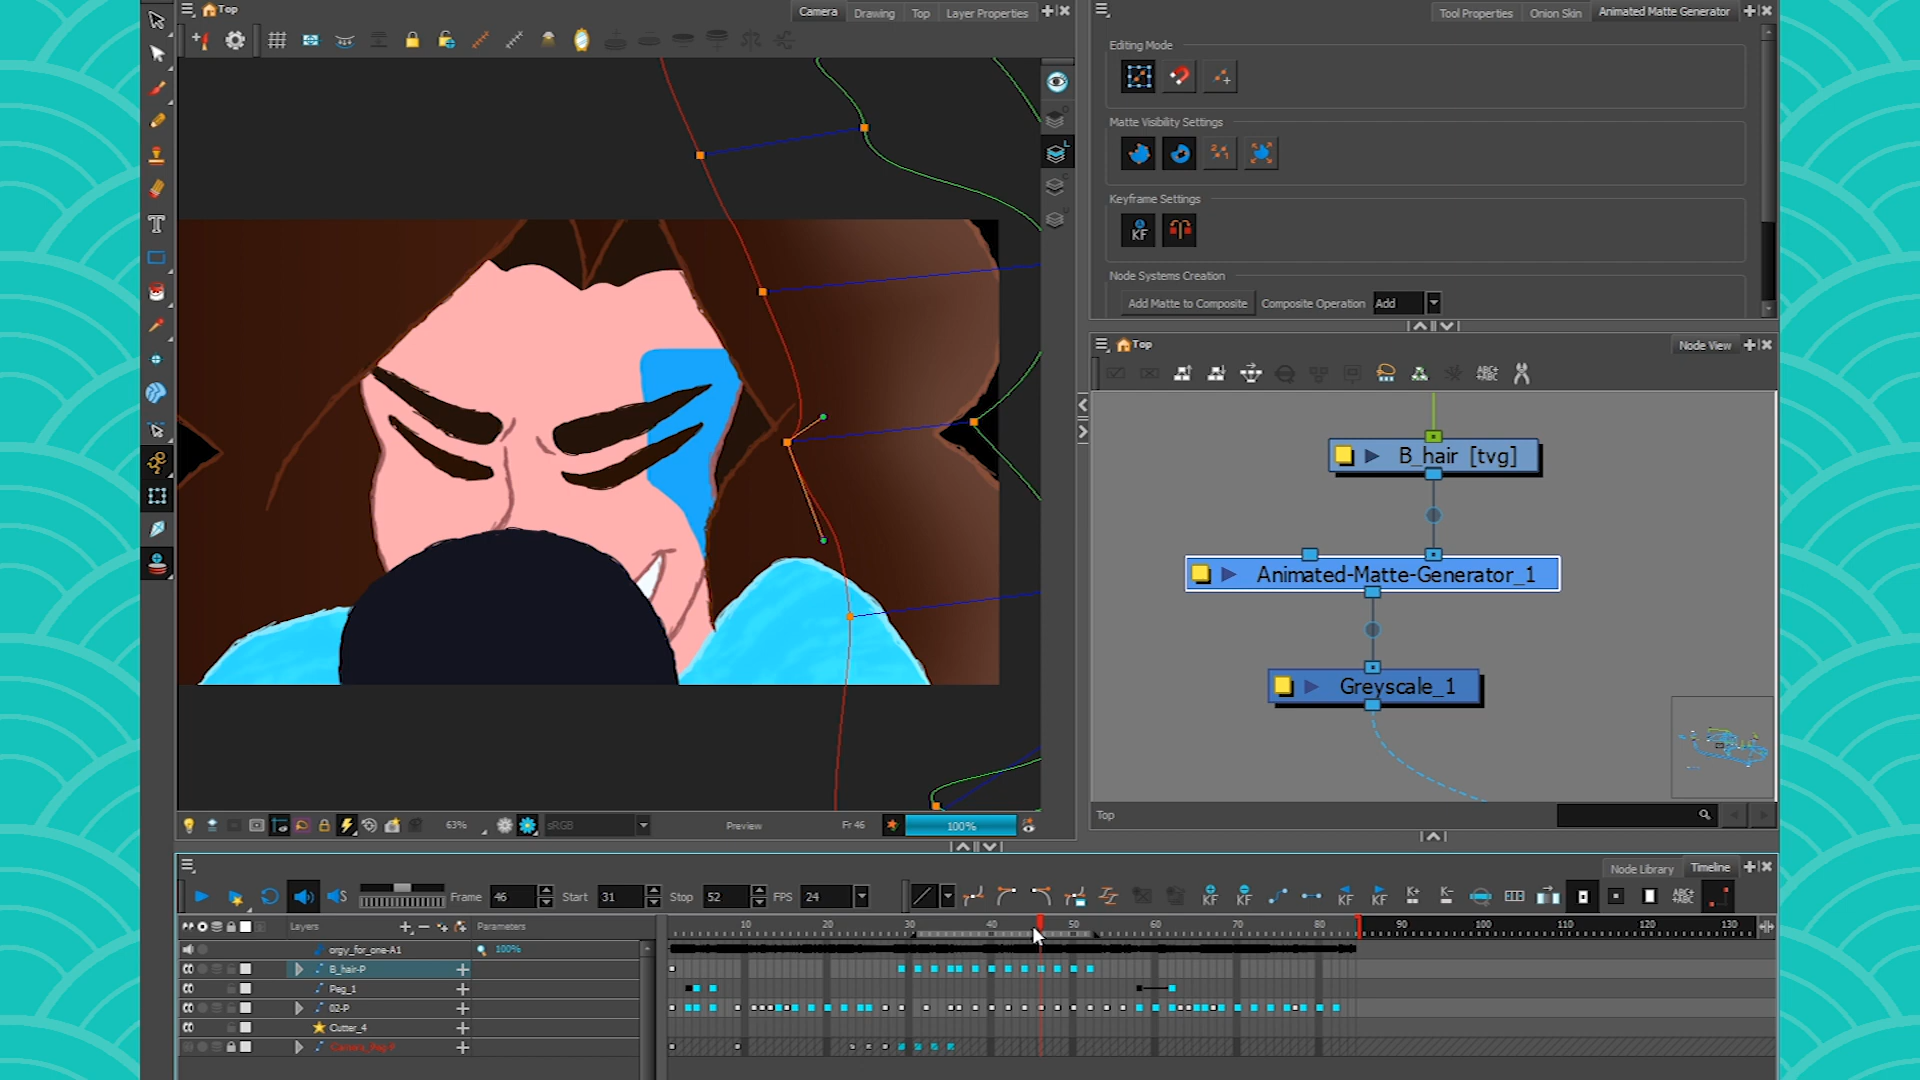 Top
Camera
Drawing
Top
Layer Properties
Tool Properties
Onion Skin
Animated Matte Generator
Editing Mode
Matte Visibility Settings
Keyframe Settings
KF
Node Systems Creation
Add Matte to Composite
Composite Operation
Add
Top
Node View
ABC+
+ABC
B_hair [tvg]
Animated-Matte-Generator_1
Greyscale_1
Top
63%
sRGB
Preview
Fr 46
100%
Node Library
Timeline
Frame 46
Start 31
Stop 52
FPS 24
KF
KF
KF
KF
K+
K-
ABC+
+ABC
Layers
Parameters
10 20 30 40 50 60 70 80 90 100 110 120 130
orgy_for_one-A1
100%
B_hair-P
Peg_1
02-P
Cutter_4